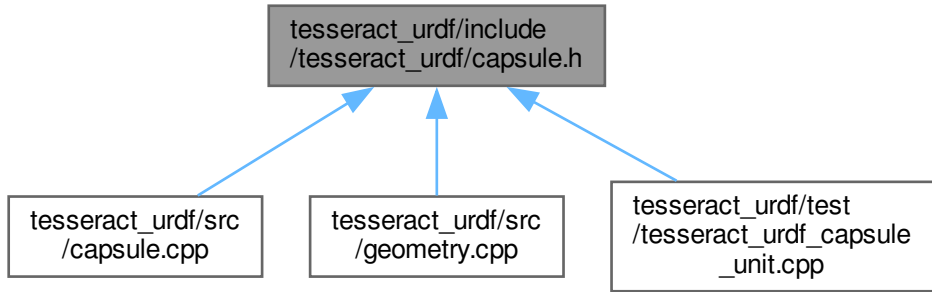 tesseract_urdf/include
/tesseract_urdf/capsule.h
tesseract_urdf/src
/capsule.cpp
tesseract_urdf/src
/geometry.cpp
tesseract_urdf/test
/tesseract_urdf_capsule
_unit.cpp